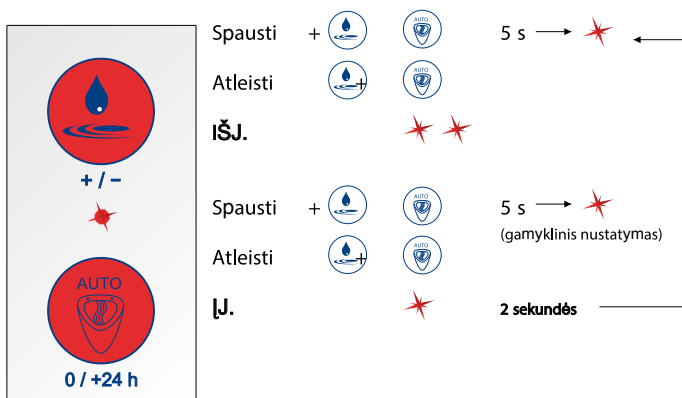 + / −
AUTO
0 / +24 h
Spausti + AUTO 5 s
Atleisti + AUTO
IŠJ.
Spausti + AUTO 5 s
(gamyklinis nustatymas)
Atleisti + AUTO
ĮJ. 2 sekundės